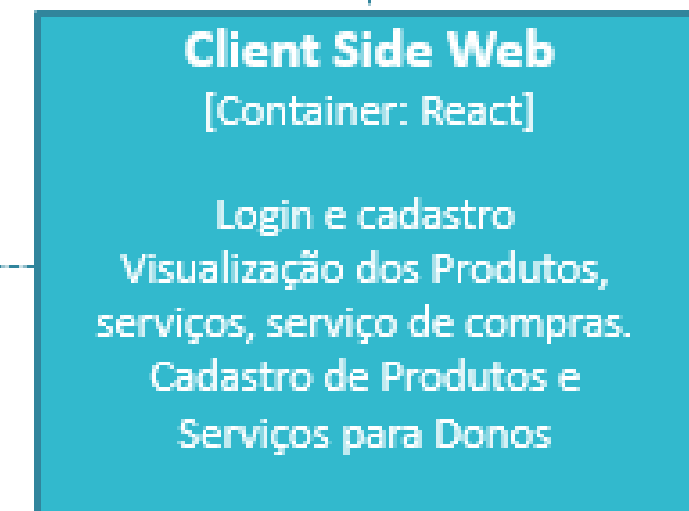 Client Side Web
[Container: React]
Login e cadastro
Visualização dos Produtos,
serviços, serviço de compras.
Cadastro de Produtos e
Serviços para Donos